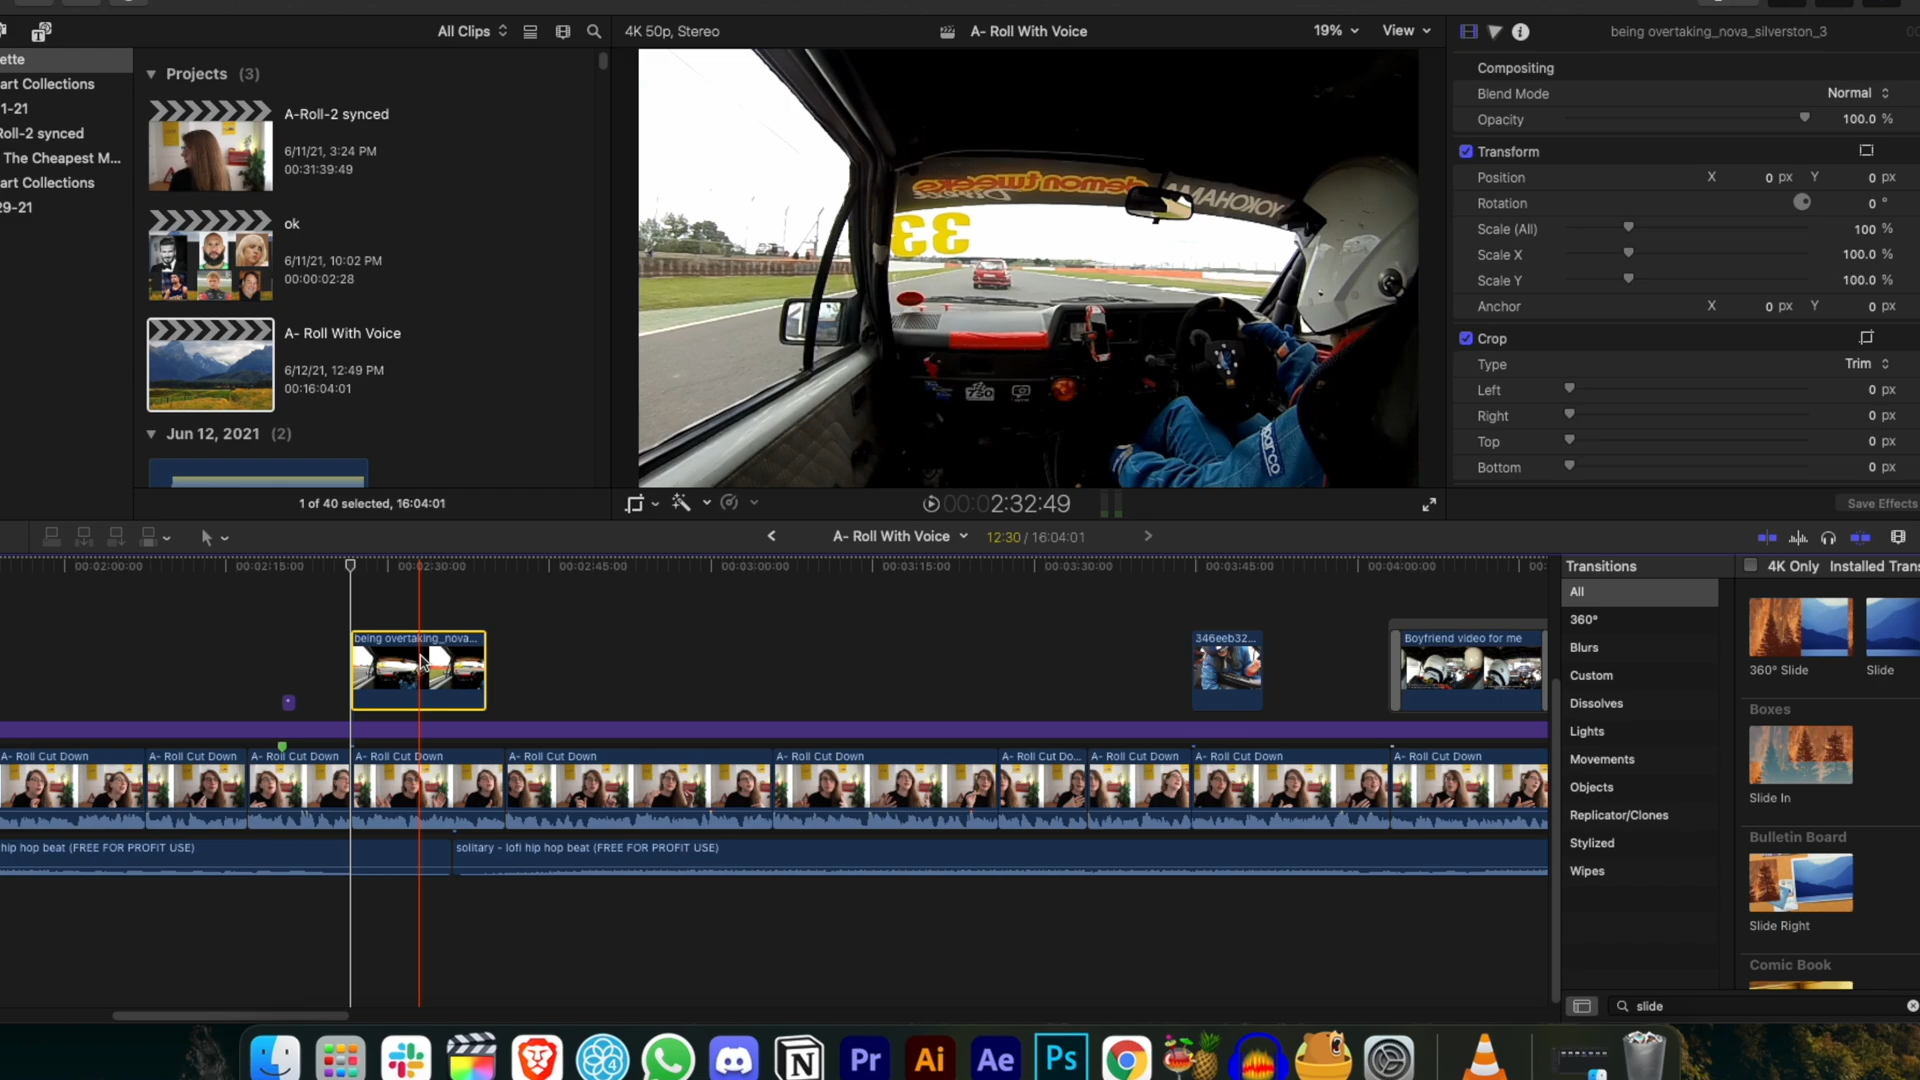 All Clips
4K 50p, Stereo
A- Roll With Voice
19%
View
being overtaking_nova_silverston_3
ette
art Collections
1-21
Roll-2 synced
The Cheapest M...
art Collections
29-21
Projects (3)
A-Roll-2 synced
6/11/21, 3:24 PM
00:31:39:49
ok
6/11/21, 10:02 PM
00:00:02:28
A- Roll With Voice
6/12/21, 12:49 PM
00:16:04:01
Jun 12, 2021 (2)
1 of 40 selected, 16:04:01
demon tweeks
YOKOHAMA
33
750
sparco
00:00:2:32:49
Compositing
Blend Mode Normal
Opacity 100.0 %
Transform
Position X 0 px Y 0 px
Rotation 0 °
Scale (All) 100 %
Scale X 100.0 %
Scale Y 100.0 %
Anchor X 0 px Y 0 px
Crop
Type Trim
Left 0 px
Right 0 px
Top 0 px
Bottom 0 px
Save Effects
A- Roll With Voice 12:30 / 16:04:01
00:02:00:00 00:02:15:00 00:02:30:00 00:02:45:00 00:03:00:00 00:03:15:00 00:03:30:00 00:03:45:00 00:04:00:00 00:
being overtaking_nova...
346eeb32...
Boyfriend video for me
A- Roll Cut Down A- Roll Cut Down A- Roll Cut Down A- Roll Cut Down A- Roll Cut Down A- Roll Cut Down A- Roll Cut Do... A- Roll Cut Down A- Roll Cut Down A- Roll Cut Down
hip hop beat (FREE FOR PROFIT USE)
solitary - lofi hip hop beat (FREE FOR PROFIT USE)
Transitions
All
360°
Blurs
Custom
Dissolves
Lights
Movements
Objects
Replicator/Clones
Stylized
Wipes
4K Only Installed Trans
360° Slide
Slide
Boxes
Slide In
Bulletin Board
Slide Right
Comic Book
slide
4
N
Pr
Ai
Ae
Ps